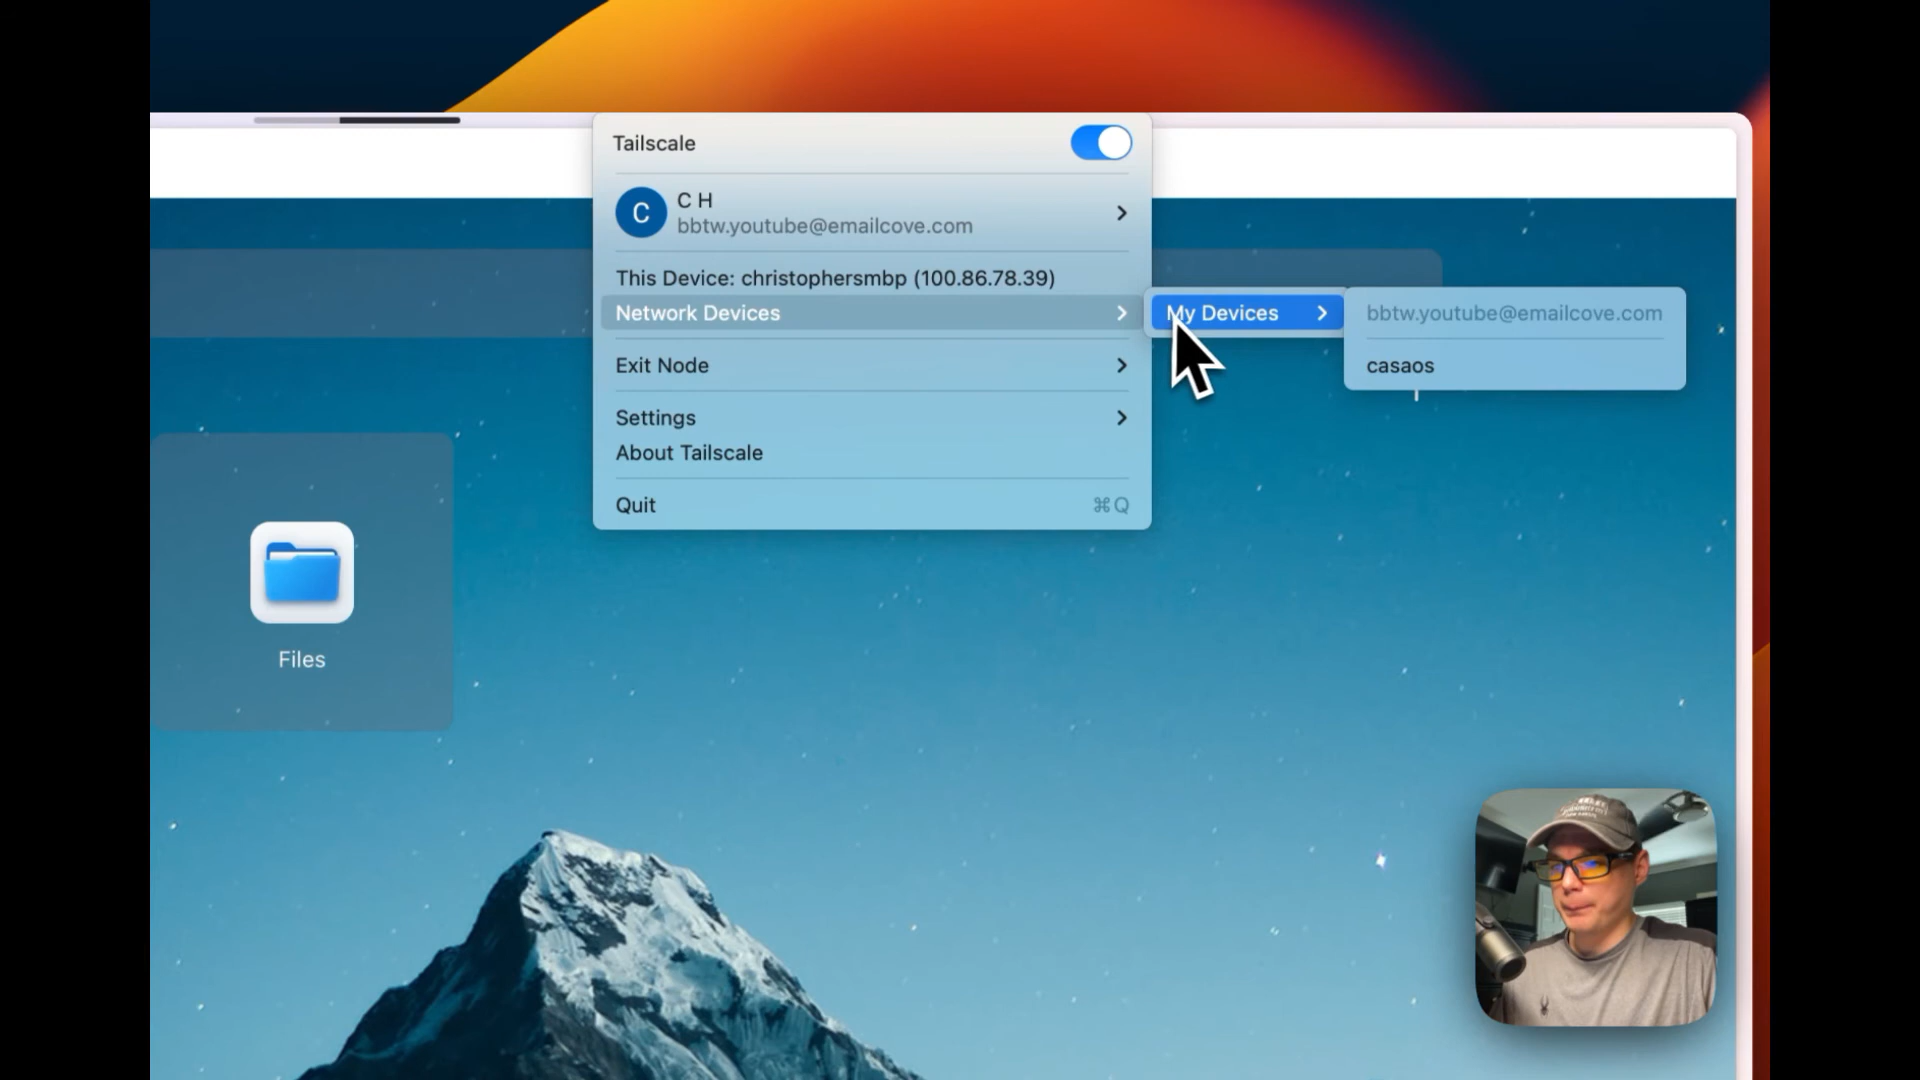 Tailscale
C
C H
bbtw.youtube@emailcove.com
This Device: christophersmbp (100.86.78.39)
Network Devices
My Devices
bbtw.youtube@emailcove.com
casaos
Exit Node
Settings
About Tailscale
Quit ⌘Q
Files